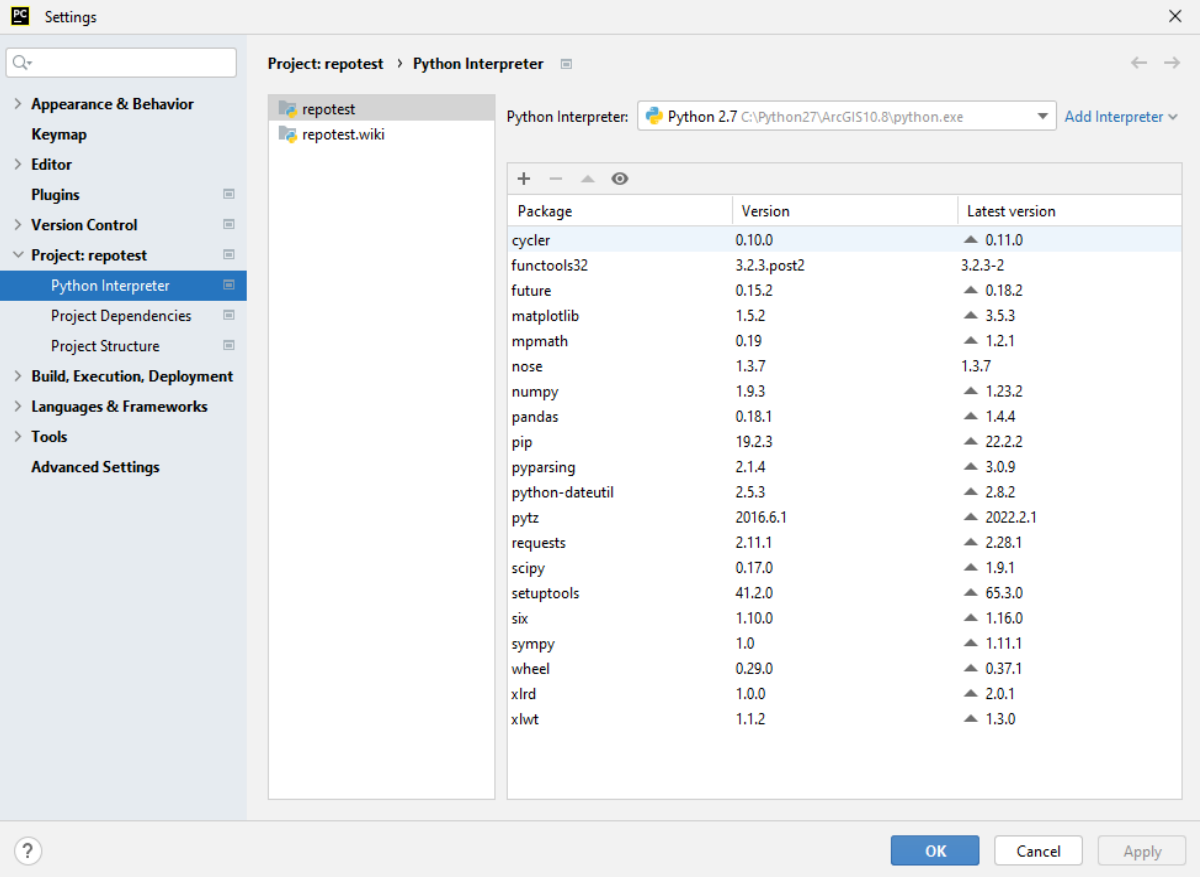 PC Settings
Appearance & Behavior
Keymap
Editor
Plugins
Version Control
Project: repotest
Python Interpreter
Project Dependencies
Project Structure
Build, Execution, Deployment
Languages & Frameworks
Tools
Advanced Settings
Project: repotest › Python Interpreter
repotest
repotest.wiki
Python Interpreter: Python 2.7 C:\Python27\ArcGIS10.8\python.exe Add Interpreter
Package Version Latest version
cycler 0.10.0 0.11.0
functools32 3.2.3.post2 3.2.3-2
future 0.15.2 0.18.2
matplotlib 1.5.2 3.5.3
mpmath 0.19 1.2.1
nose 1.3.7 1.3.7
numpy 1.9.3 1.23.2
pandas 0.18.1 1.4.4
pip 19.2.3 22.2.2
pyparsing 2.1.4 3.0.9
python-dateutil 2.5.3 2.8.2
pytz 2016.6.1 2022.2.1
requests 2.11.1 2.28.1
scipy 0.17.0 1.9.1
setuptools 41.2.0 65.3.0
six 1.10.0 1.16.0
sympy 1.0 1.11.1
wheel 0.29.0 0.37.1
xlrd 1.0.0 2.0.1
xlwt 1.1.2 1.3.0
? OK Cancel Apply